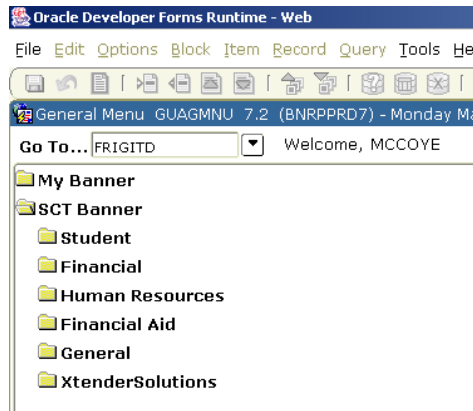 Oracle Developer Forms Runtime - Web
File Edit Options Block Item Record Query Tools He
General Menu GUAGMNU 7.2 (BNRPPRD7) - Monday Ma
Go To... FRIGITD Welcome, MCCOYE
My Banner
SCT Banner
Student
Financial
Human Resources
Financial Aid
General
XtenderSolutions